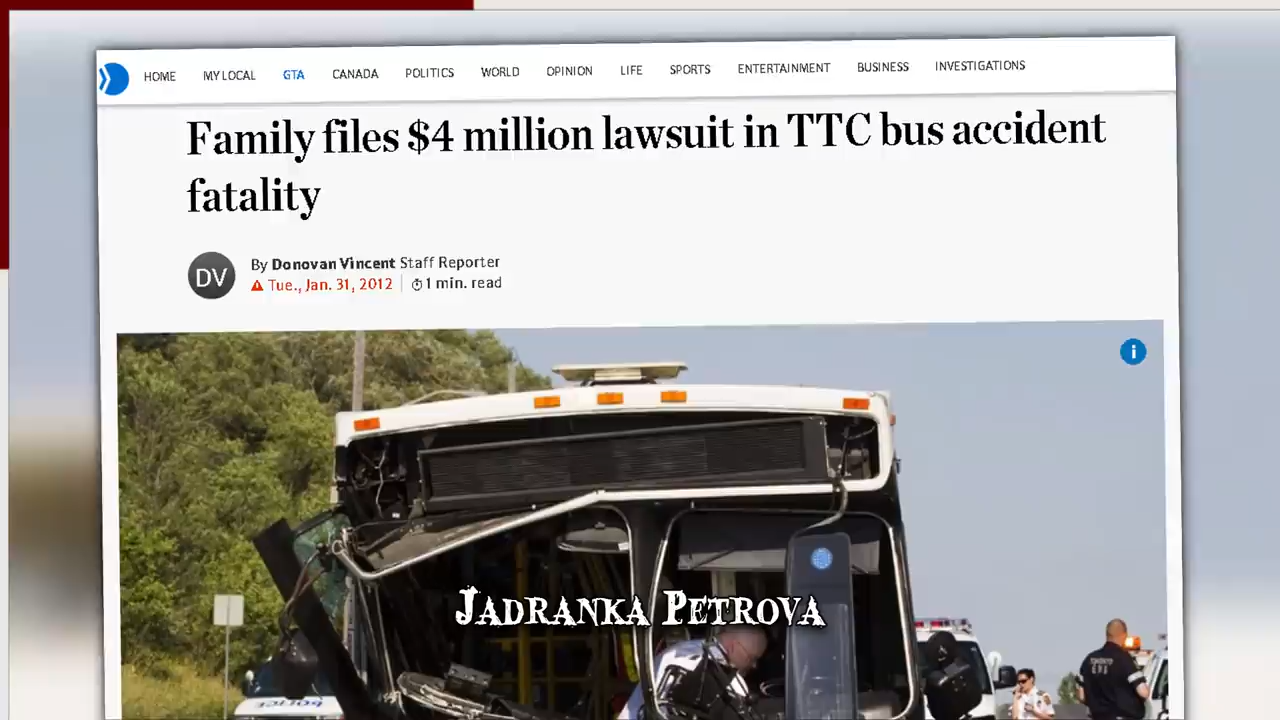 HOME MY LOCAL GTA CANADA POLITICS WORLD OPINION LIFE SPORTS ENTERTAINMENT BUSINESS INVESTIGATIONS
Family files $4 million lawsuit in TTC bus accident
fatality
DV
By Donovan Vincent Staff Reporter
Tue., Jan. 31, 2012
1 min. read
i
JADRANKA PETROVA
TORONTO
POLICE